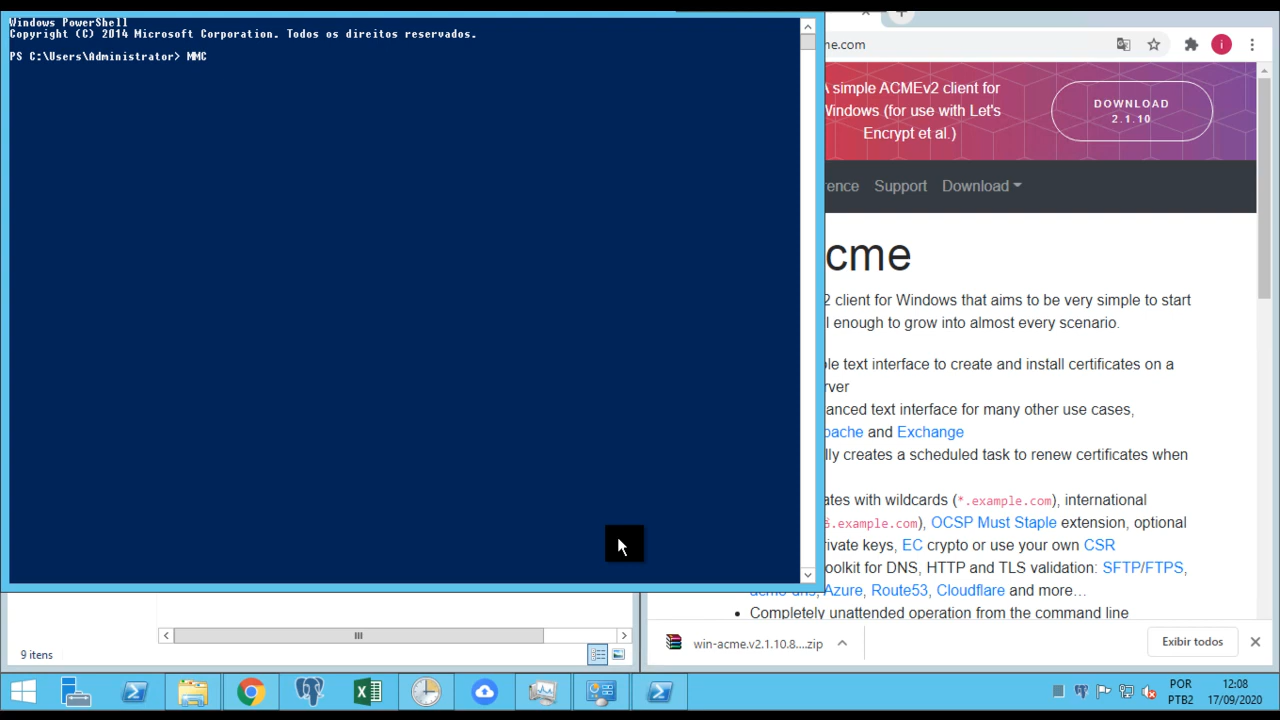 Windows PowerShell
Copyright (C) 2014 Microsoft Corporation. Todos os direitos reservados.
PS C:\Users\Administrator> MMC
me.com
A simple ACMEv2 client for
Windows (for use with Let's
Encrypt et al.)
DOWNLOAD
2.1.10
rence Support Download
cme
2 client for Windows that aims to be very simple to start
l enough to grow into almost every scenario.
ple text interface to create and install certificates on a
rver
anced text interface for many other use cases,
pache and Exchange
lly creates a scheduled task to renew certificates when
ates with wildcards (*.example.com), international
.example.com), OCSP Must Staple extension, optional
rivate keys, EC crypto or use your own CSR
oolkit for DNS, HTTP and TLS validation: SFTP/FTPS,
acme-dns, Azure, Route53, Cloudflare and more…
• Completely unattended operation from the command line
win-acme.v2.1.10.8....zip
Exibir todos
9 itens
POR
PTB2
12:08
17/09/2020